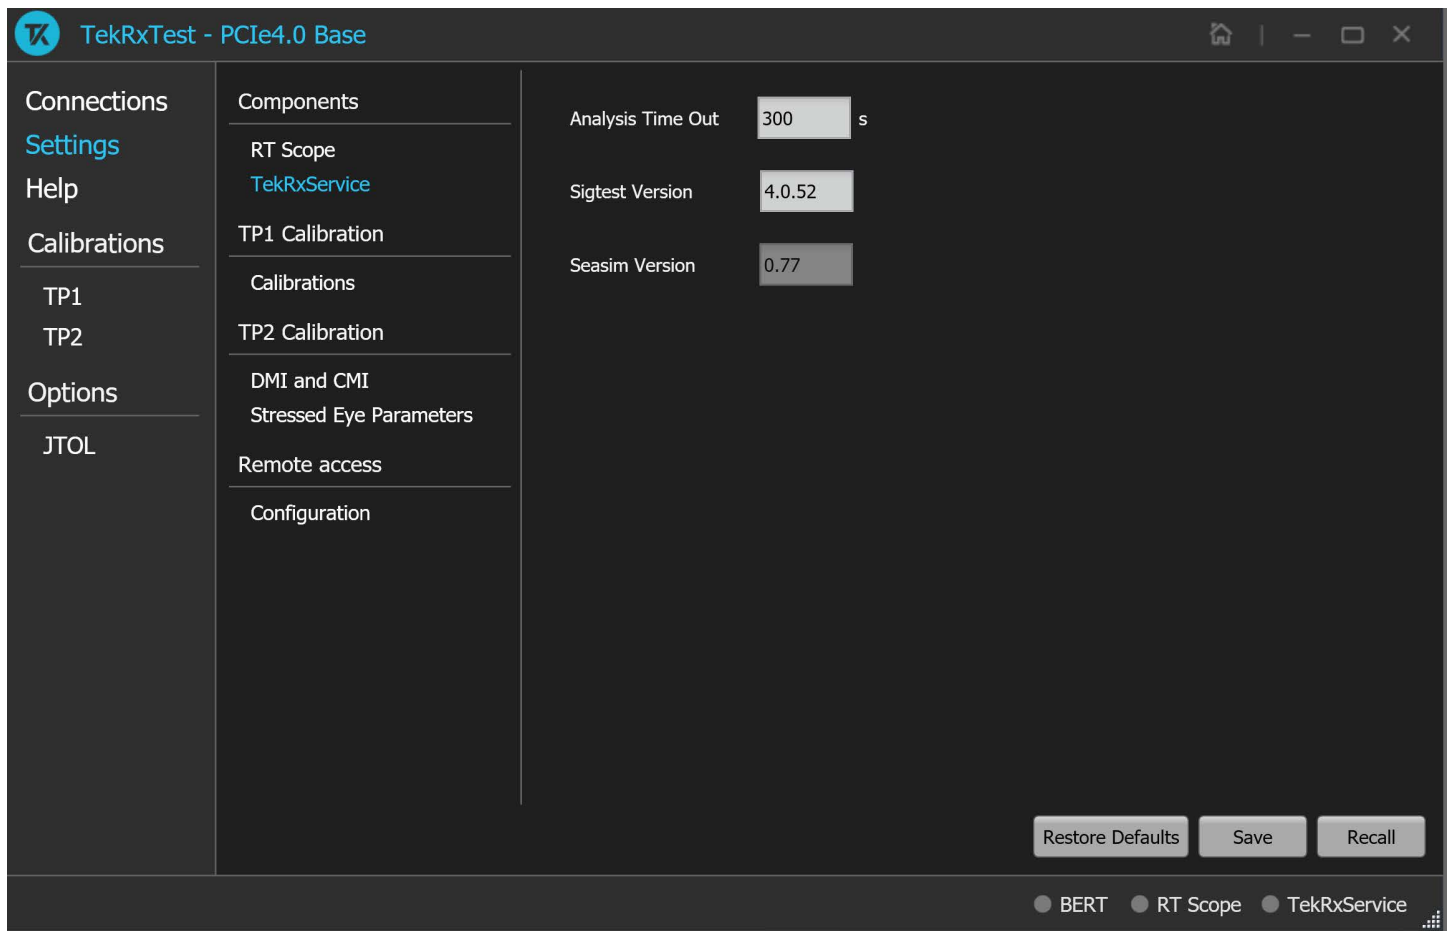 TekRxTest - PCIe4.0 Base
Connections
Settings
Help
Calibrations
TP1
TP2
Options
JTOL
Components
RT Scope
TekRxService
TP1 Calibration
Calibrations
TP2 Calibration
DMI and CMI
Stressed Eye Parameters
Remote access
Configuration
Analysis Time Out 300 s
Sigtest Version 4.0.52
Seasim Version 0.77
Restore Defaults Save Recall
BERT RT Scope TekRxService